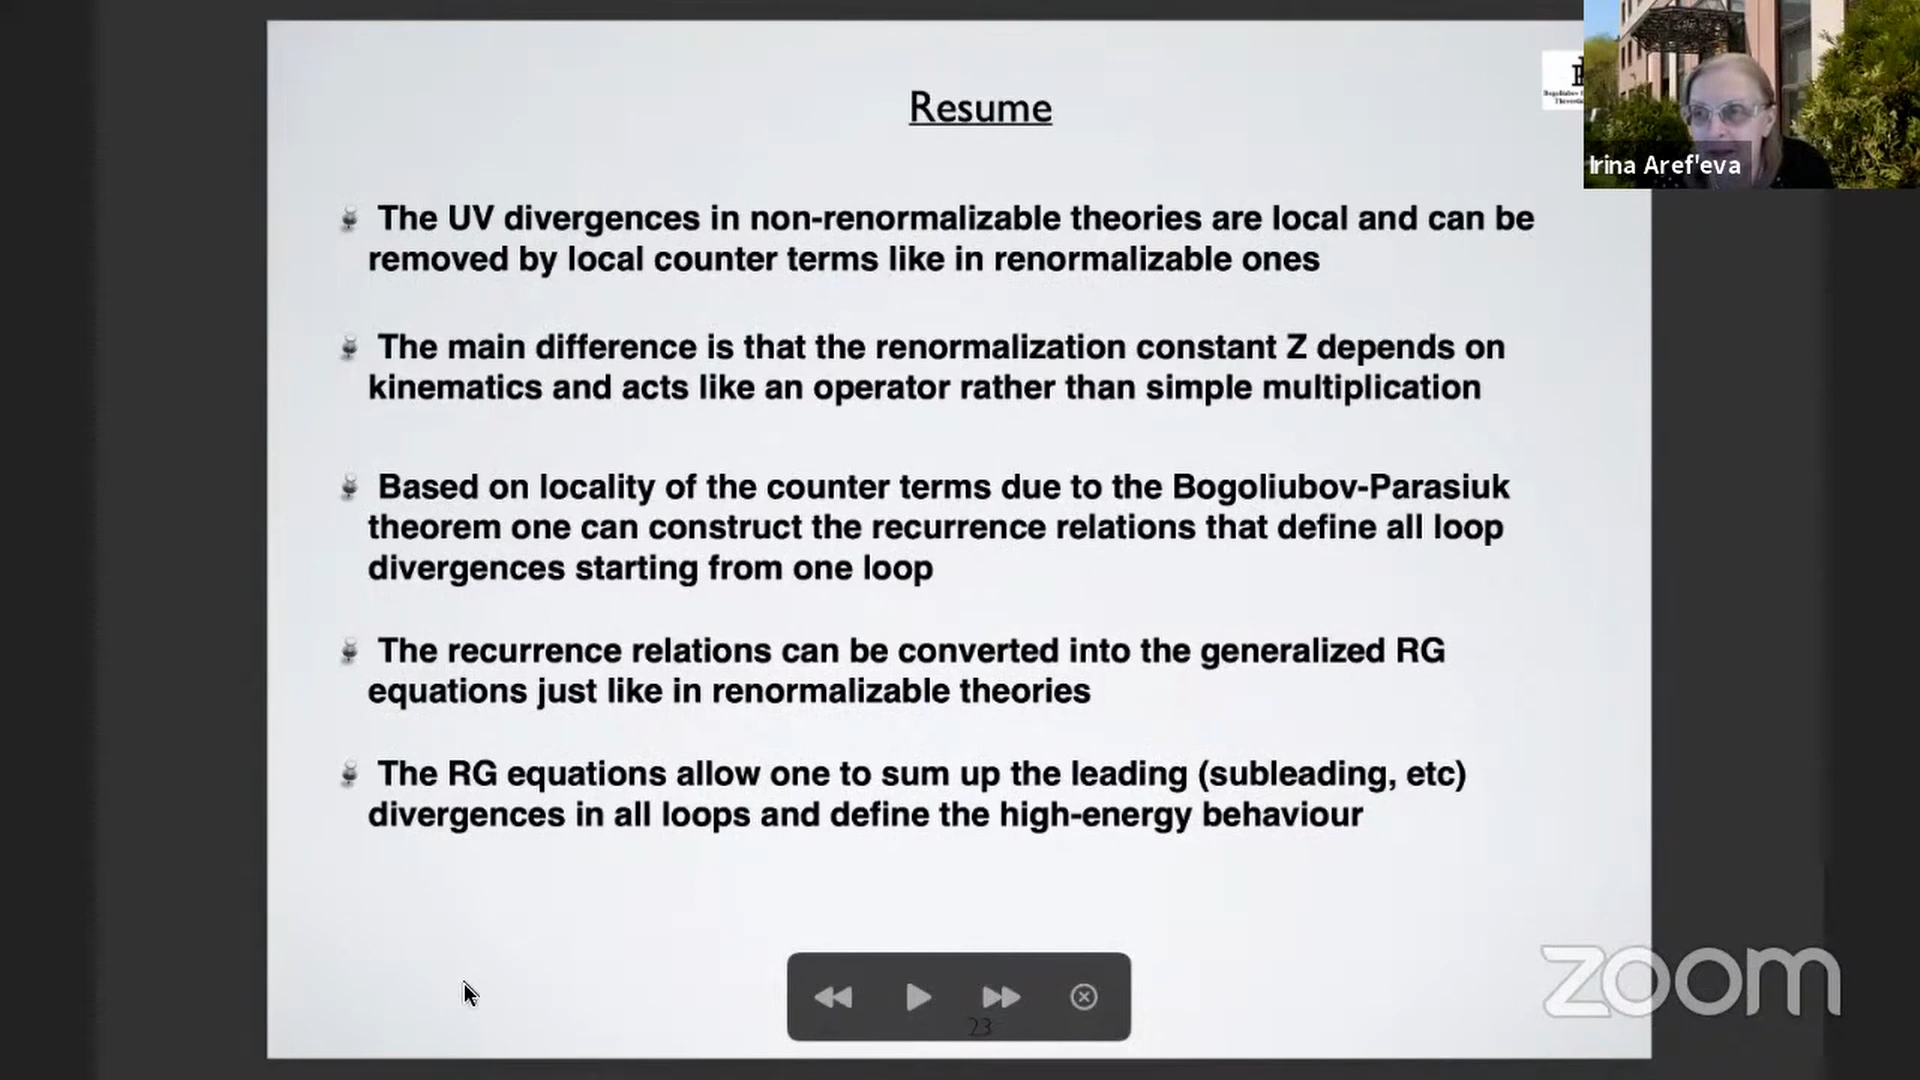 Resume
The UV divergences in non-renormalizable theories are local and can be
removed by local counter terms like in renormalizable ones
The main difference is that the renormalization constant Z depends on
kinematics and acts like an operator rather than simple multiplication
Based on locality of the counter terms due to the Bogoliubov-Parasiuk
theorem one can construct the recurrence relations that define all loop
divergences starting from one loop
The recurrence relations can be converted into the generalized RG
equations just like in renormalizable theories
The RG equations allow one to sum up the leading (subleading, etc)
divergences in all loops and define the high-energy behaviour
23
Irina Aref'eva
zoom